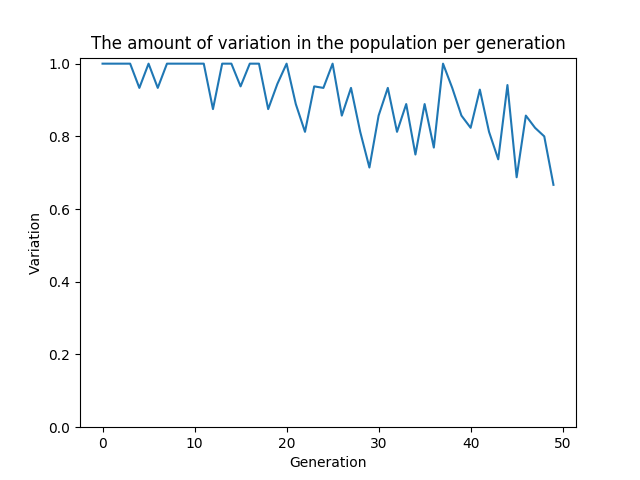 The amount of variation in the population per generation
1.0
0.8
0.6
0.4
0.2
0.0
Variation
0 10 20 30 40 50
Generation